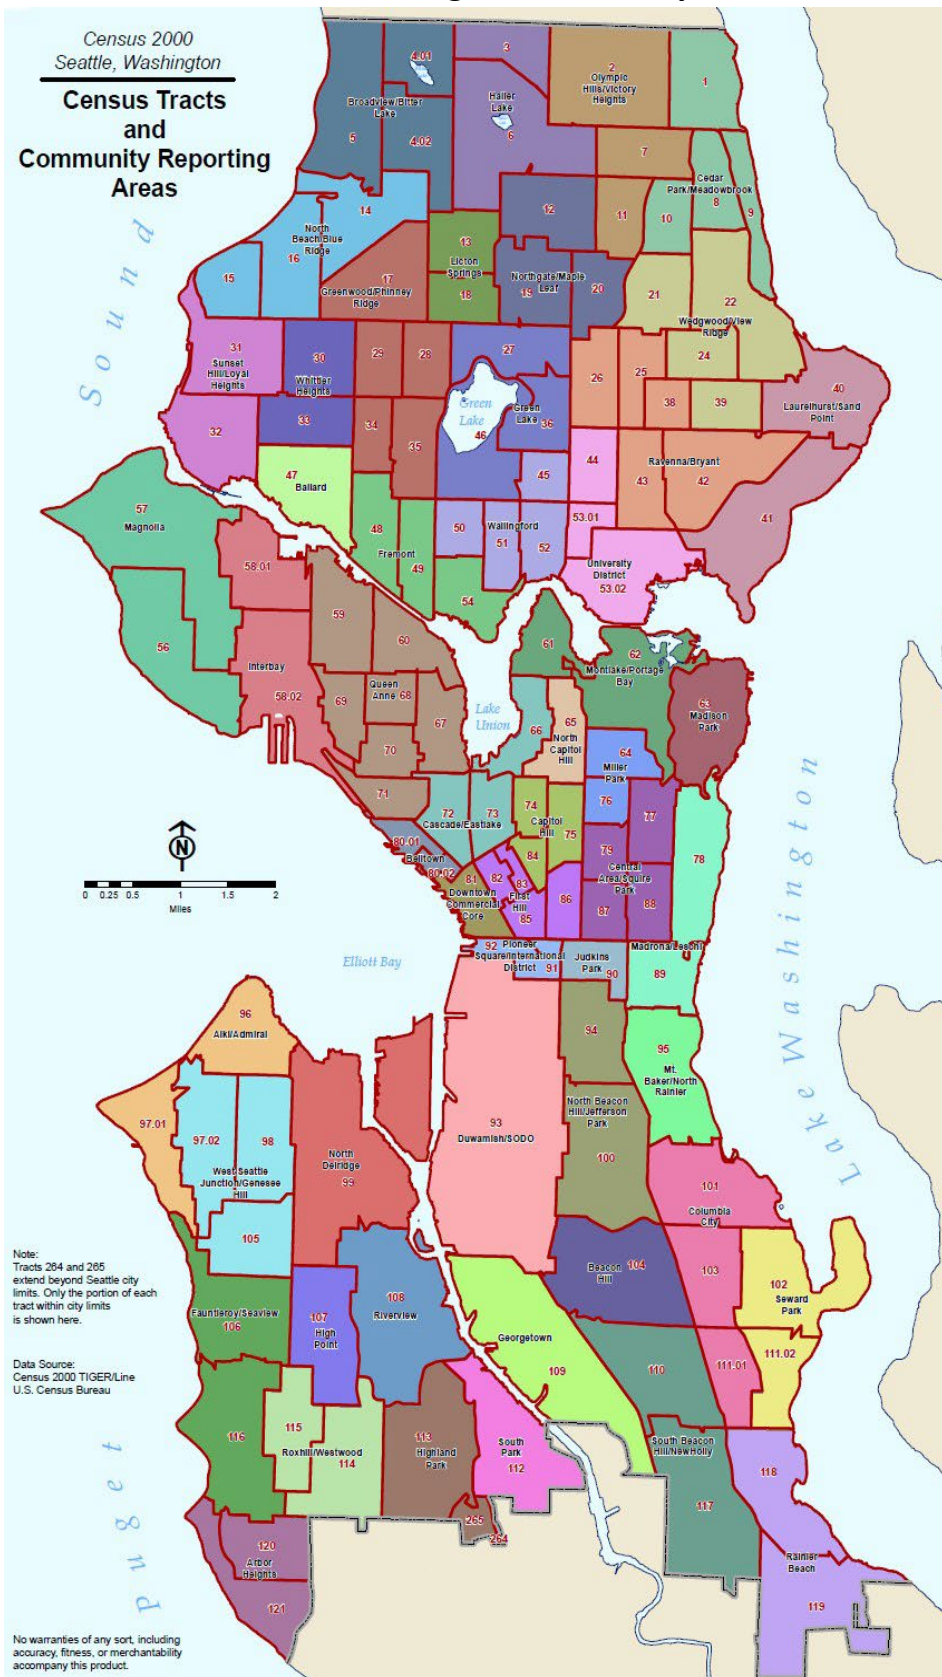 Census 2000
Seattle, Washington
Census Tracts
and
Community Reporting
Areas
Puget Sound
Lake Washington
4.01
3
2
Olympic
Hills/Victory
Heights
1
Broadview/Bitter
Lake
Haller
Lake
5
4.02
6
7
Cedar
Park/Meadowbrook
8
9
10
11
12
14
North
Beach/Blue
Ridge
16
15
13
Licton
Springs
18
17
Greenwood/Phinney
Ridge
Northgate/Maple
Leaf
19
20
21
22
Wedgwood/View
Ridge
24
31
Sunset
Hill/Loyal
Heights
30
Whittier
Heights
29
28
27
26
25
38
39
40
Laurelhurst/Sand
Point
32
33
34
35
Green
Lake
46
Green
Lake
36
44
45
Ravenna/Bryant
43
42
41
47
Ballard
57
Magnolia
58.01
48
Fremont
49
50
Wallingford
51
52
53.01
University
District
53.02
54
56
59
60
Interbay
58.02
Queen
Anne
68
69
67
70
71
61
62
Montlake/Portage
Bay
63
Madison
Park
Lake
Union
66
65
North
Capitol
Hill
64
Miller
Park
76
77
78
72
73
Cascade/Eastlake
74
Capitol
Hill
75
84
80.01
Belltown
80.02
81
Downtown
Commercial
Core
82
83
First
Hill
85
86
79
Central
Area/Squire
Park
87
88
N
0 0.25 0.5 1 1.5 2
Miles
Elliott Bay
92
Pioneer
Square/International
District
91
Judkins
Park
90
Madrona/Leschi
89
96
Alki/Admiral
94
95
Mt.
Baker/North
Rainier
93
Duwamish/SODO
North Beacon
Hill/Jefferson
Park
100
97.01
97.02
98
West Seattle
Junction/Genesee
Hill
North
Delridge
99
105
101
Columbia
City
Note:
Tracts 264 and 265
extend beyond Seattle city
limits. Only the portion of each
tract within city limits
is shown here.
Beacon
Hill
104
103
102
Seward
Park
Fauntleroy/Seaview
106
107
High
Point
108
Riverview
Georgetown
109
110
111.01
111.02
Data Source:
Census 2000 TIGER/Line
U.S. Census Bureau
116
115
Roxhill/Westwood
114
113
Highland
Park
South
Park
112
South Beacon
Hill/NewHolly
117
118
265
264
120
Arbor
Heights
121
Rainier
Beach
119
No warranties of any sort, including
accuracy, fitness, or merchantability
accompany this product.